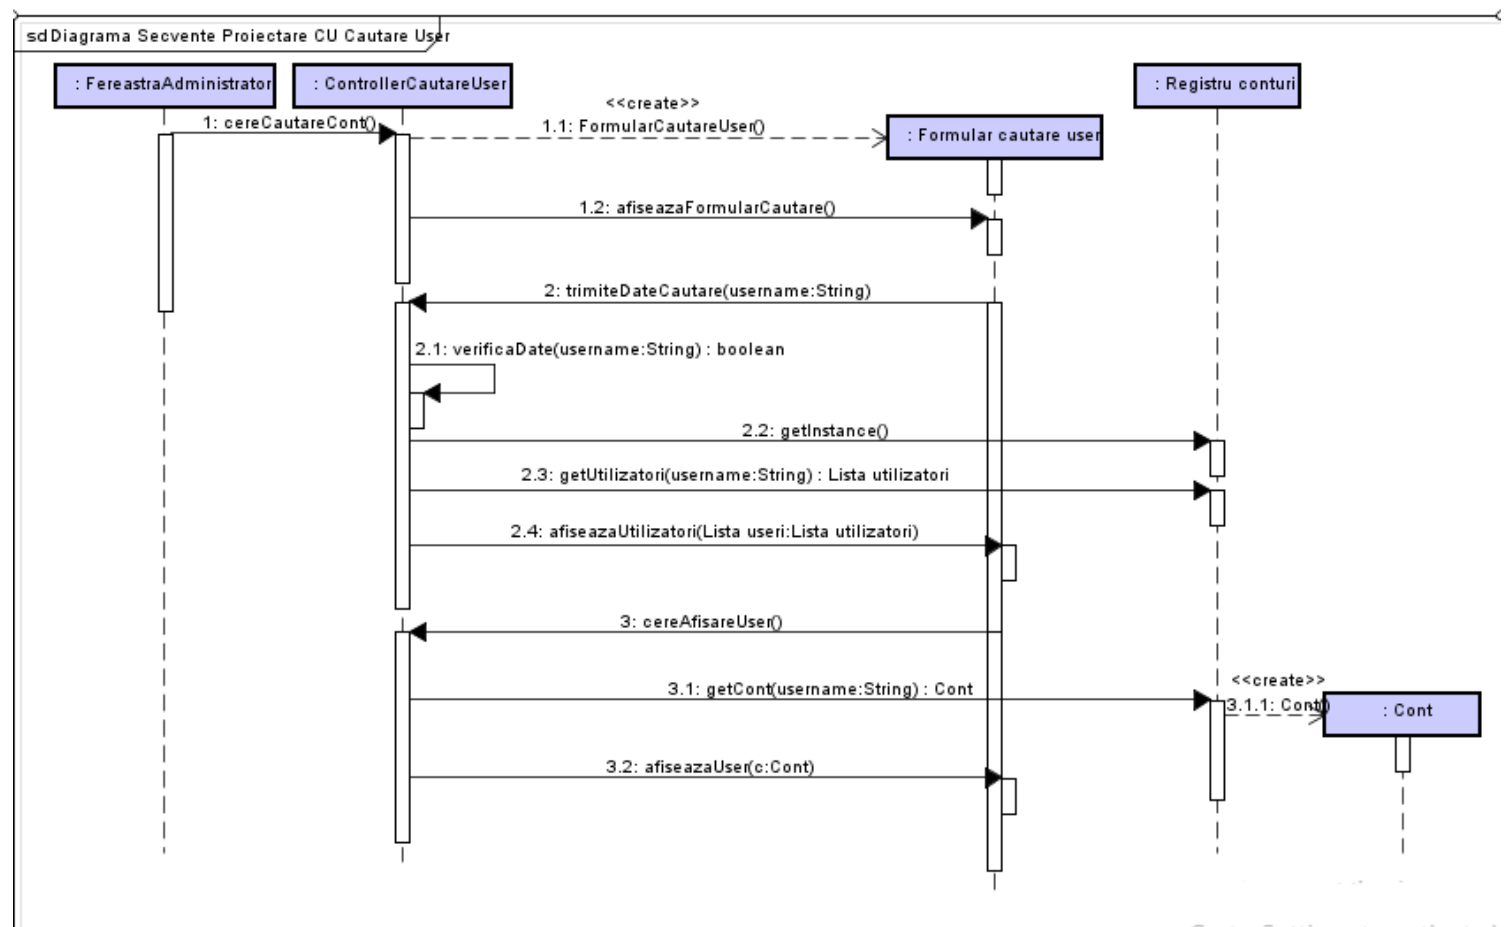 sd Diagrama Secvente Proiectare CU Cautare User
: FereastraAdministrator
: ControllerCautareUser
: Registru conturi
<<create>>
1: cereCautareCont()
1.1: FormularCautareUser()
: Formular cautare user
1.2: afiseazaFormularCautare()
2: trimiteDateCautare(username:String)
2.1: verificaDate(username:String) : boolean
2.2: getInstance()
2.3: getUtilizatori(username:String) : Lista utilizatori
2.4: afiseazaUtilizatori(Lista useri:Lista utilizatori)
3: cereAfisareUser()
<<create>>
3.1: getCont(username:String) : Cont
3.1.1: Cont()
: Cont
3.2: afiseazaUser(c:Cont)